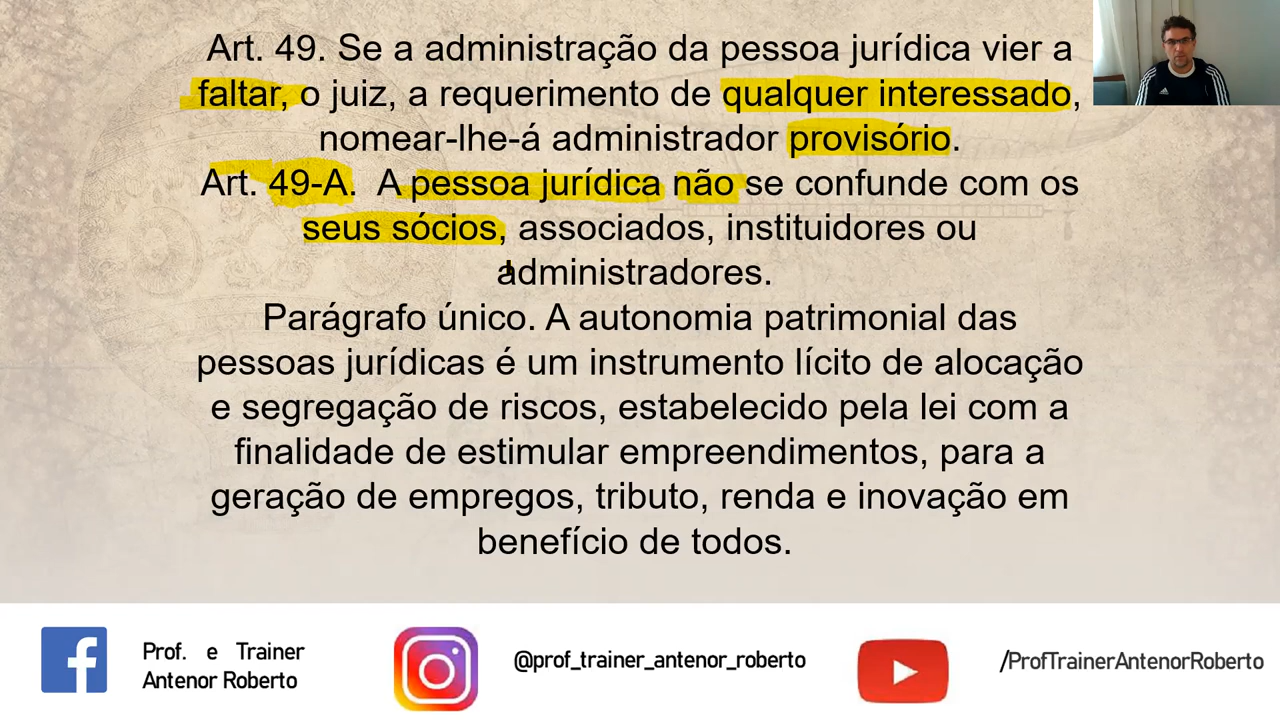 Art. 49. Se a administração da pessoa jurídica vier a
faltar, o juiz, a requerimento de qualquer interessado,
nomear-lhe-á administrador provisório.
Art. 49-A. A pessoa jurídica não se confunde com os
seus sócios, associados, instituidores ou
administradores.
Parágrafo único. A autonomia patrimonial das
pessoas jurídicas é um instrumento lícito de alocação
e segregação de riscos, estabelecido pela lei com a
finalidade de estimular empreendimentos, para a
geração de empregos, tributo, renda e inovação em
benefício de todos.
Prof. e Trainer
Antenor Roberto
@prof_trainer_antenor_roberto
/ProfTrainerAntenorRoberto